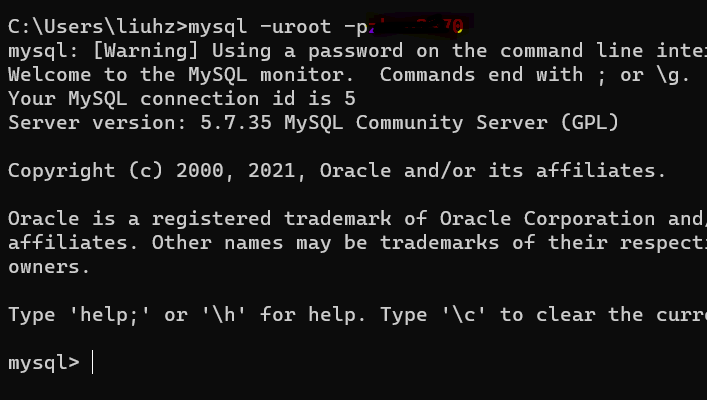 C:\Users\liuhz>mysql -uroot -p
mysql: [Warning] Using a password on the command line inte
Welcome to the MySQL monitor.  Commands end with ; or \g.
Your MySQL connection id is 5
Server version: 5.7.35 MySQL Community Server (GPL)
Copyright (c) 2000, 2021, Oracle and/or its affiliates.
Oracle is a registered trademark of Oracle Corporation and/
affiliates. Other names may be trademarks of their respecti
owners.
Type 'help;' or '\h' for help. Type '\c' to clear the curre
mysql>